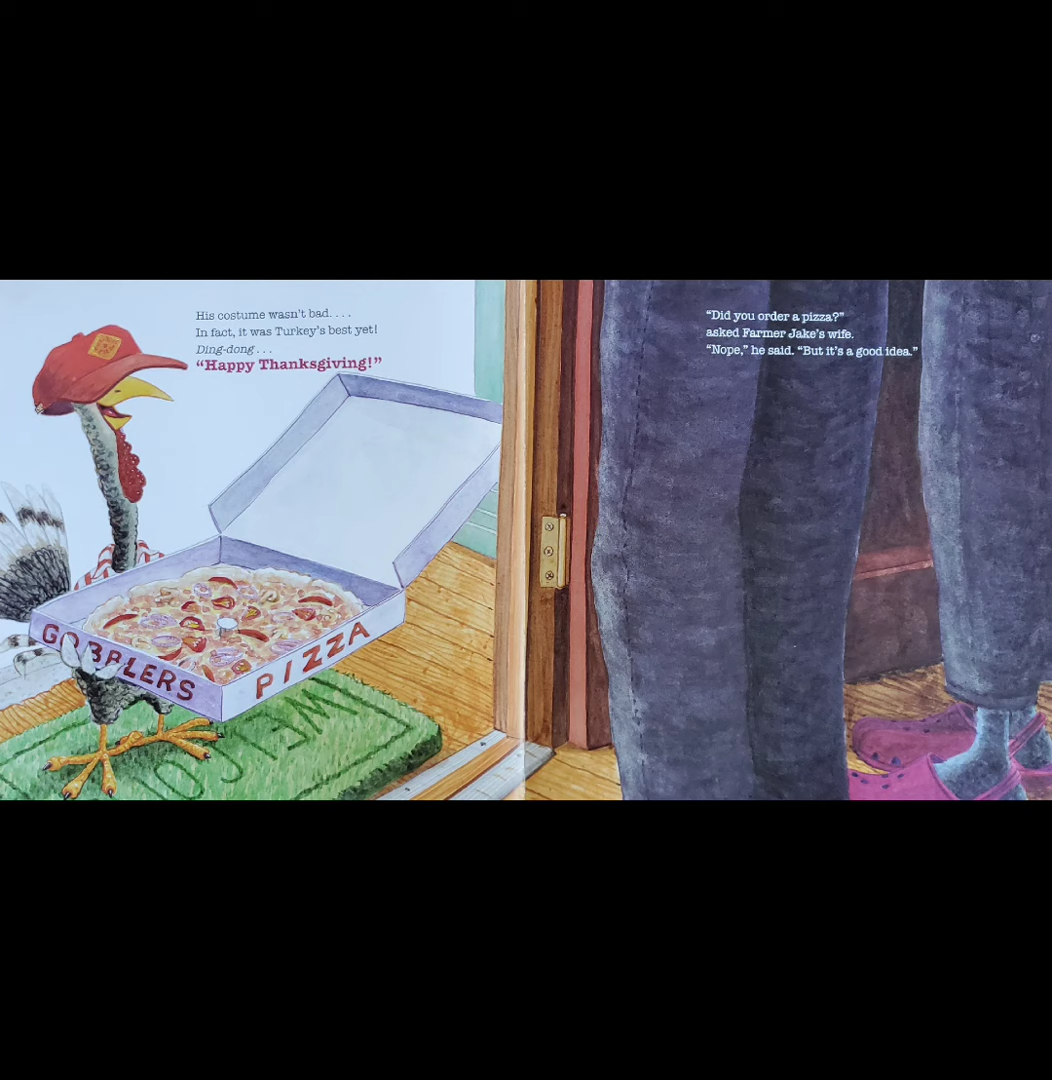 His costume wasn't bad. . . .
In fact, it was Turkey's best yet!
Ding-dong . . .
“Happy Thanksgiving!”
GOBBLERS PIZZA
WELCO
“Did you order a pizza?”
asked Farmer Jake's wife.
“Nope,” he said. “But it's a good idea.”